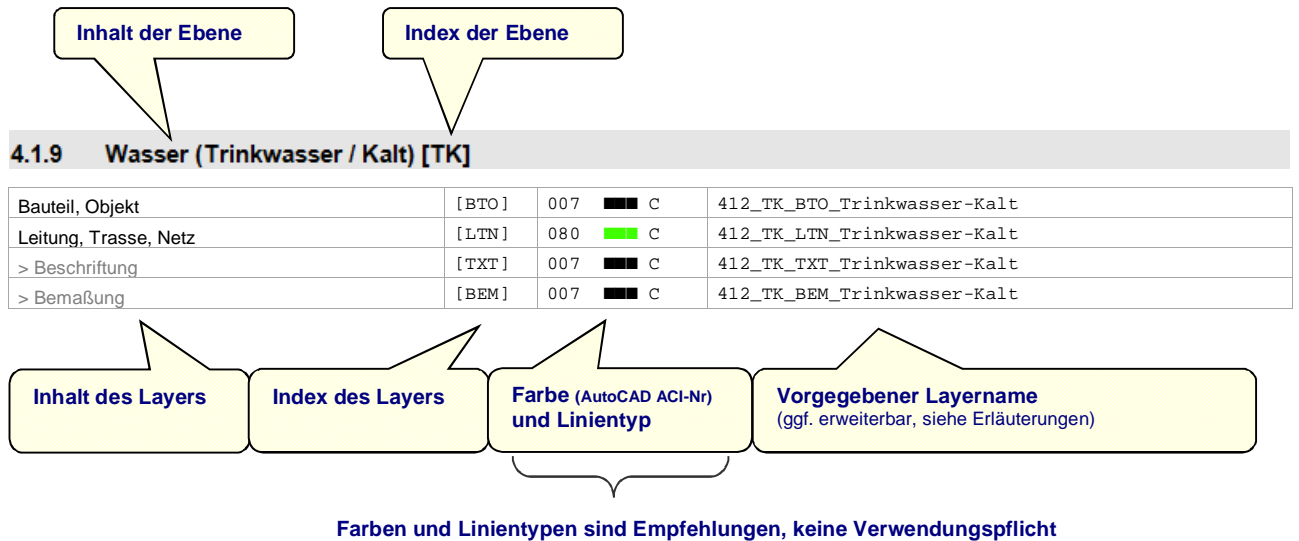 Inhalt der Ebene
Index der Ebene
4.1.9 Wasser (Trinkwasser / Kalt) [TK]
Bauteil, Objekt [BTO] 007 C 412_TK_BTO_Trinkwasser-Kalt
Leitung, Trasse, Netz [LTN] 080 C 412_TK_LTN_Trinkwasser-Kalt
> Beschriftung [TXT] 007 C 412_TK_TXT_Trinkwasser-Kalt
> Bemaßung [BEM] 007 C 412_TK_BEM_Trinkwasser-Kalt
Inhalt des Layers
Index des Layers
Farbe (AutoCAD ACI-Nr)
und Linientyp
Vorgegebener Layername
(ggf. erweiterbar, siehe Erläuterungen)
Farben und Linientypen sind Empfehlungen, keine Verwendungspflicht